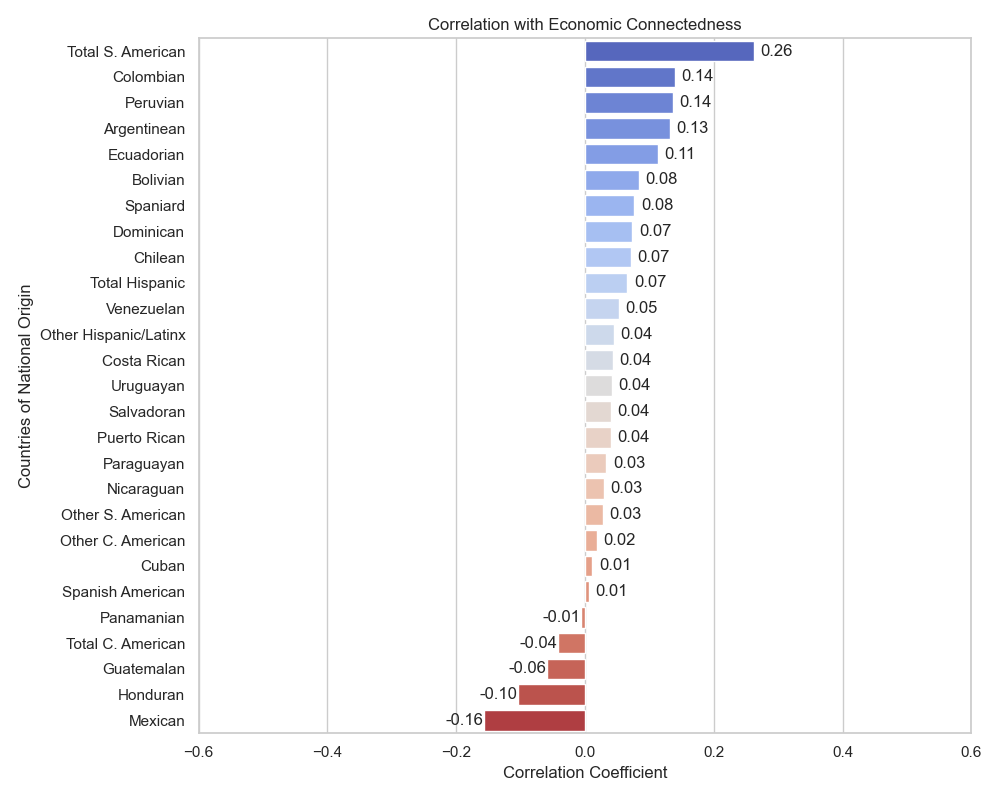 Correlation with Economic Connectedness
Total S. American 0.26
Colombian 0.14
Peruvian 0.14
Argentinean 0.13
Ecuadorian 0.11
Bolivian 0.08
Spaniard 0.08
Dominican 0.07
Chilean 0.07
Total Hispanic 0.07
Venezuelan 0.05
Other Hispanic/Latinx 0.04
Costa Rican 0.04
Uruguayan 0.04
Salvadoran 0.04
Puerto Rican 0.04
Paraguayan 0.03
Nicaraguan 0.03
Other S. American 0.03
Other C. American 0.02
Cuban 0.01
Spanish American 0.01
Panamanian -0.01
Total C. American -0.04
Guatemalan -0.06
Honduran -0.10
Mexican -0.16
Countries of National Origin
−0.6 −0.4 −0.2 0.0 0.2 0.4 0.6
Correlation Coefficient